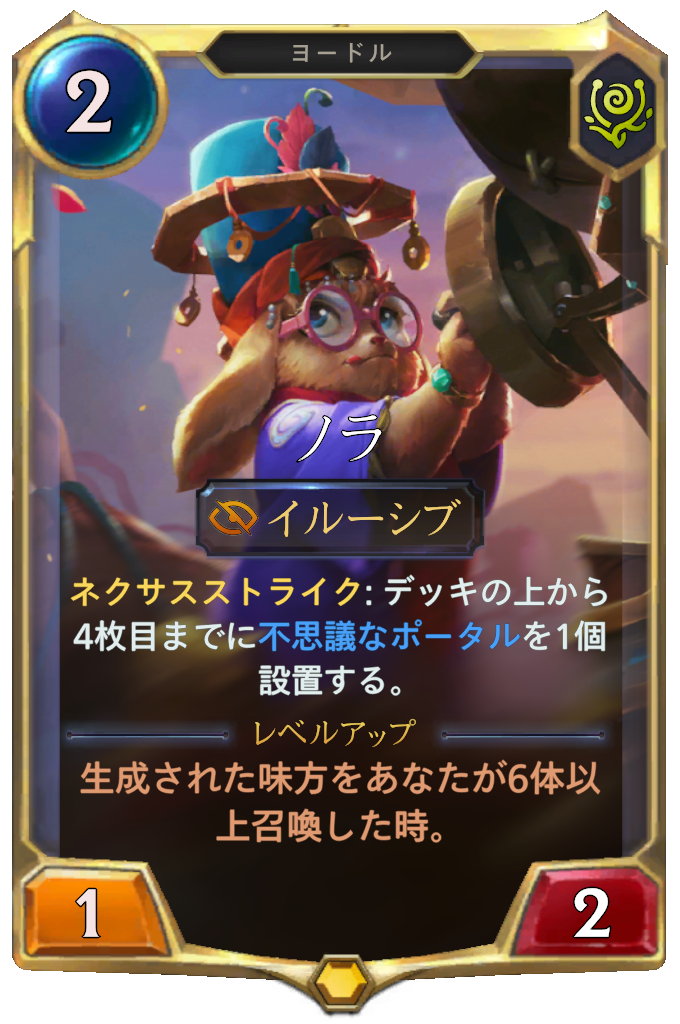 2
ヨードル
ノラ
イルーシブ
ネクサスストライク: デッキの上から
4枚目までに不思議なポータルを1個
設置する。
レベルアップ
生成された味方をあなたが6体以
上召喚した時。
1
2